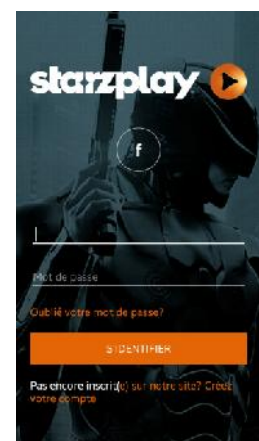 starzplay
f
Mot de passe
Oublié votre mot de passe?
S'IDENTIFIER
Pas encore inscrit(e) sur notre site? Créez
votre compte